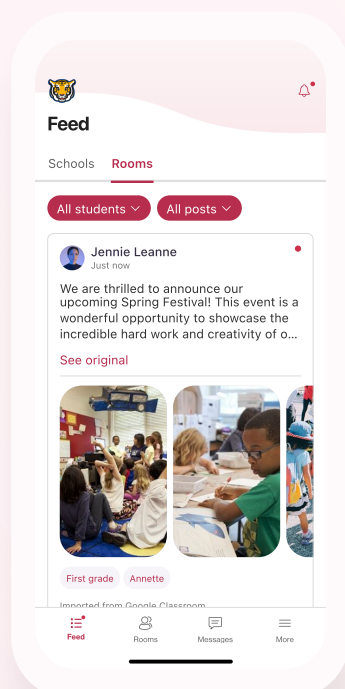 Feed
Schools Rooms
All students All posts
Jennie Leanne
Just now
We are thrilled to announce our
upcoming Spring Festival! This event is a
wonderful opportunity to showcase the
incredible hard work and creativity of o...
See original
First grade Annette
Imported from Google Classroom
Feed Rooms Messages More